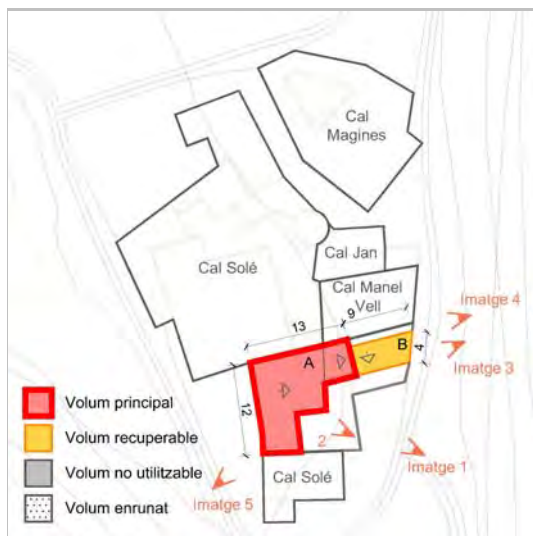 Cal
Magines
Cal Jan
Cal Solé
Cal Manel
Vell
Imatge 4
13
9
A
B
4
Imatge 3
12
Volum principal
Volum recuperable
2
Imatge 1
Volum no utilitzable
Cal Solé
Imatge 5
Volum enrunat